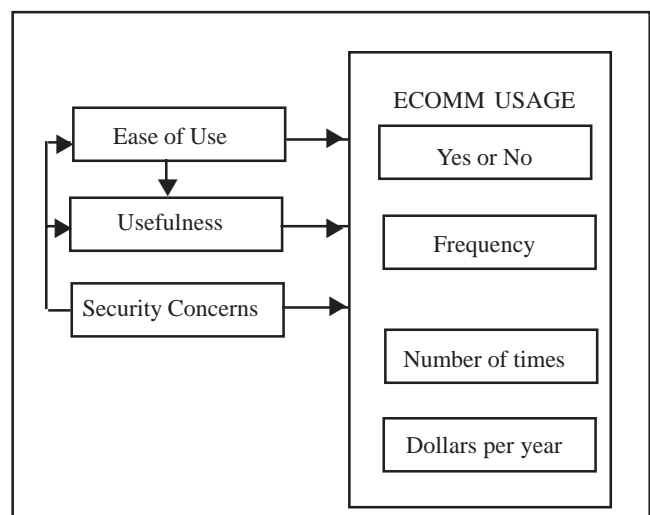 ECOMM USAGE
Ease of Use
Yes or No
Usefulness
Frequency
Security Concerns
Number of times
Dollars per year